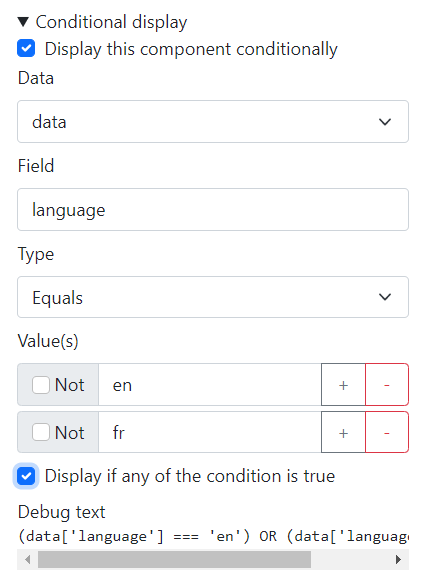 ▼ Conditional display
Display this component conditionally
Data
data
Field
language
Type
Equals
Value(s)
Not en + -
Not fr + -
Display if any of the condition is true
Debug text
(data['language'] === 'en') OR (data['language